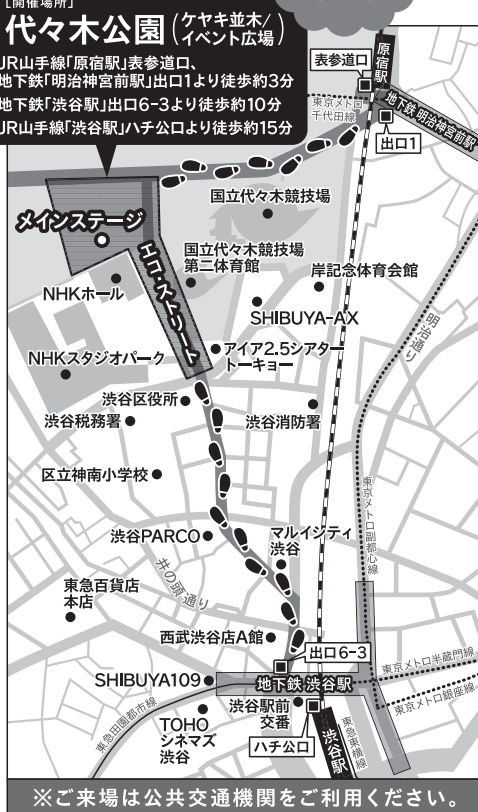 [開催場所]
代々木公園(ケヤキ並木/イベント広場)
JR山手線「原宿駅」表参道口、
地下鉄「明治神宮前駅」出口1より徒歩約3分
地下鉄「渋谷駅」出口6-3より徒歩約10分
JR山手線「渋谷駅」ハチ公口より徒歩約15分
原宿駅
表参道口
東京メトロ
千代田線
地下鉄 明治神宮前駅
出口1
国立代々木競技場
メインステージ
エコ・ストリート
国立代々木競技場
第二体育館
岸記念体育会館
NHKホール
SHIBUYA-AX
明治通り
NHKスタジオパーク
アイア2.5シアター
トーキョー
渋谷区役所
渋谷税務署
渋谷消防署
区立神南小学校
東京メトロ副都心線
渋谷PARCO
マルイシティ
渋谷
井の頭通り
東急百貨店
本店
西武渋谷店A館
出口6-3
東京メトロ半蔵門線
SHIBUYA109
地下鉄 渋谷駅
東京メトロ銀座線
東急田園都市線
渋谷駅前
交番
TOHO
シネマズ
渋谷
ハチ公口
渋谷駅
東急東横線
※ご来場は公共交通機関をご利用ください。